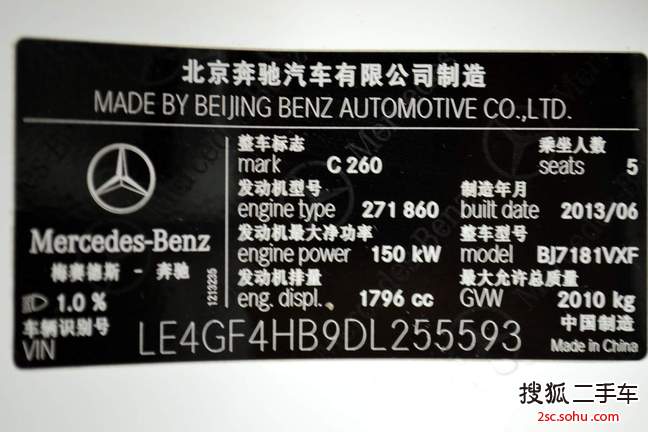 北京奔驰汽车有限公司制造
MADE BY BEIJING BENZ AUTOMOTIVE CO.,LTD.
整车标志 乘坐人数
mark C 260 seats 5
发动机型号 制造年月
engine type 271 860 built date 2013/06
发动机最大净功率 整车型号
engine power 150 kW model BJ7181VXF
发动机排量 最大允许总质量
eng. displ. 1796 cc GVW 2010 kg
Mercedes-Benz
梅赛德斯 - 奔驰
1.0 %
1213235
车辆识别号
VIN LE4GF4HB9DL255593
中国制造
Made in China
搜狐二手车
2sc.sohu.com